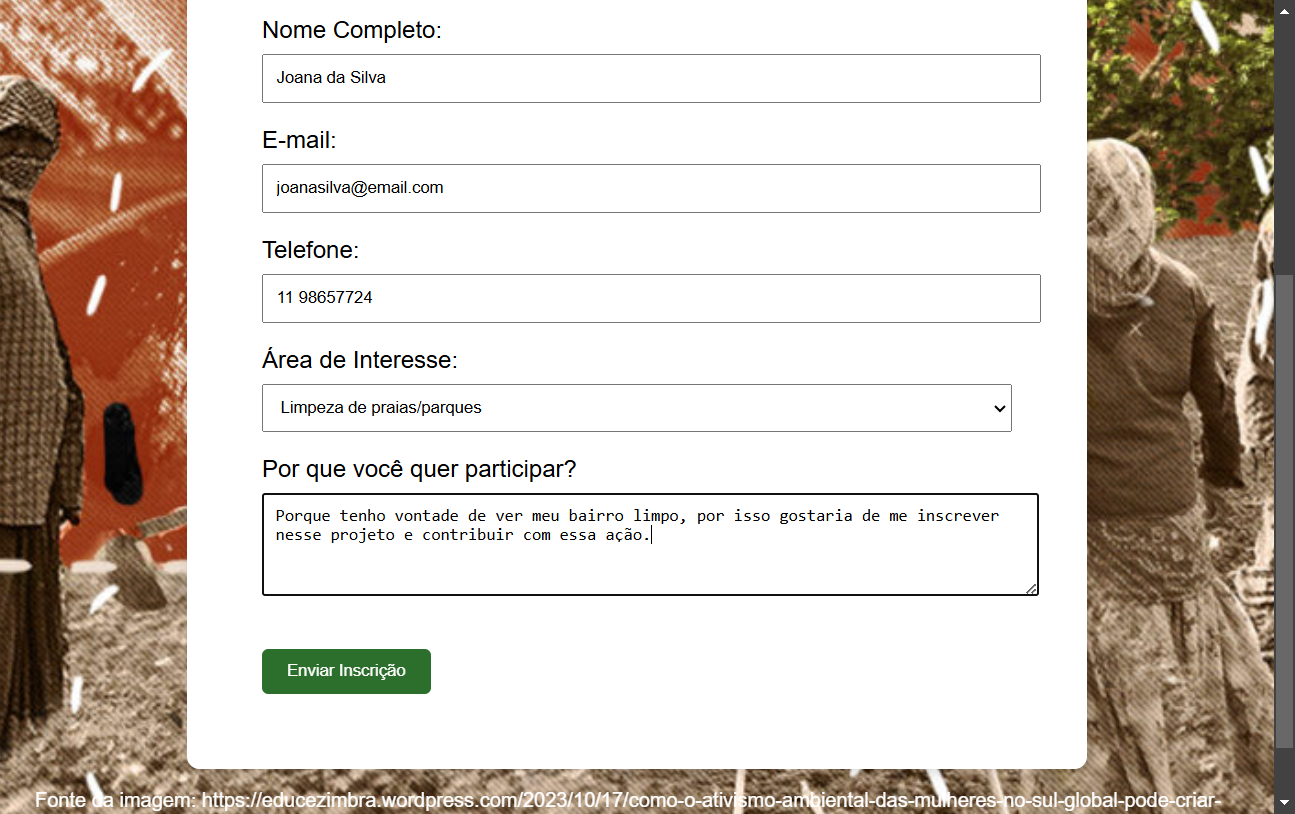 Nome Completo:
Joana da Silva
E-mail:
joanasilva@email.com
Telefone:
11 98657724
Área de Interesse:
Limpeza de praias/parques
Por que você quer participar?
Porque tenho vontade de ver meu bairro limpo, por isso gostaria de me inscrever
nesse projeto e contribuir com essa ação.
Enviar Inscrição
Fonte da imagem: https://educezimbra.wordpress.com/2023/10/17/como-o-ativismo-ambiental-das-mulheres-no-sul-global-pode-criar-